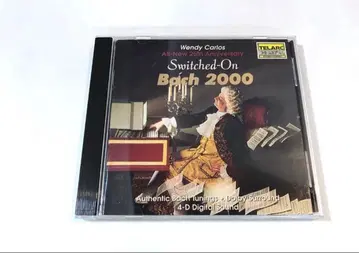 Wendy Carlos
TELARC
All-New 25th Anniversary
Switched-On
Bach 2000
Authentic Bach Tunings • Dolby Surround
4-D Digital Sound